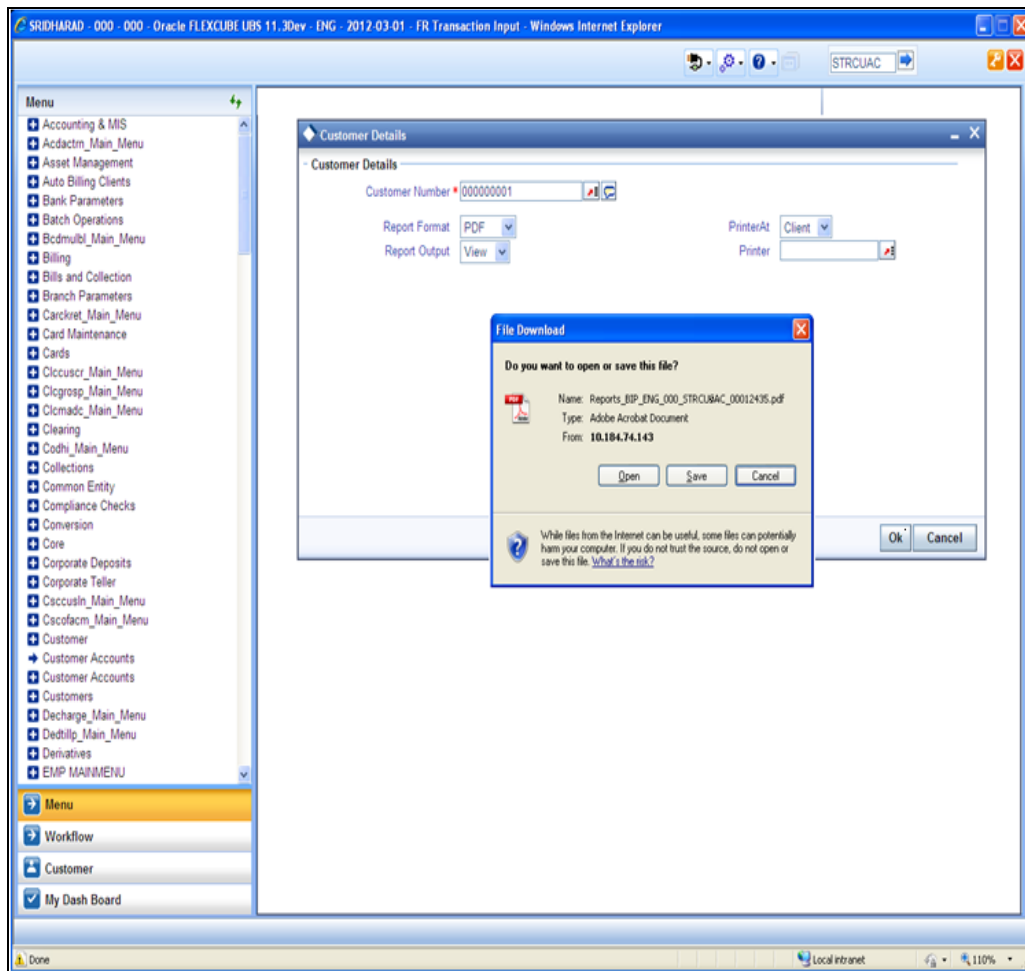 SRIDHARAD - 000 - 000 - Oracle FLEXCUBE UBS 11.3Dev - ENG - 2012-03-01 - FR Transaction Input - Windows Internet Explorer
STRCUAC
Menu
Accounting & MIS
Acdactrn_Main_Menu
Asset Management
Auto Billing Clients
Bank Parameters
Batch Operations
Bcdmulbl_Main_Menu
Billing
Bills and Collection
Branch Parameters
Carckret_Main_Menu
Card Maintenance
Cards
Clccuscr_Main_Menu
Clcgrosp_Main_Menu
Clcmadc_Main_Menu
Clearing
Codhi_Main_Menu
Collections
Common Entity
Compliance Checks
Conversion
Core
Corporate Deposits
Corporate Teller
Csccusln_Main_Menu
Cscofacm_Main_Menu
Customer
Customer Accounts
Customer Accounts
Customers
Decharge_Main_Menu
Dedtillp_Main_Menu
Derivatives
EMP MAINMENU
Menu
Workflow
Customer
My Dash Board
Customer Details
Customer Details
Customer Number * 000000001
Report Format PDF PrinterAt Client
Report Output View Printer
File Download
Do you want to open or save this file?
Name: Reports_BIP_ENG_000_STRCU8AC_00012435.pdf
Type: Adobe Acrobat Document
From: 10.184.74.143
Open Save Cancel
While files from the Internet can be useful, some files can potentially
harm your computer. If you do not trust the source, do not open or
save this file. What's the risk?
Ok Cancel
Done Local intranet 110%